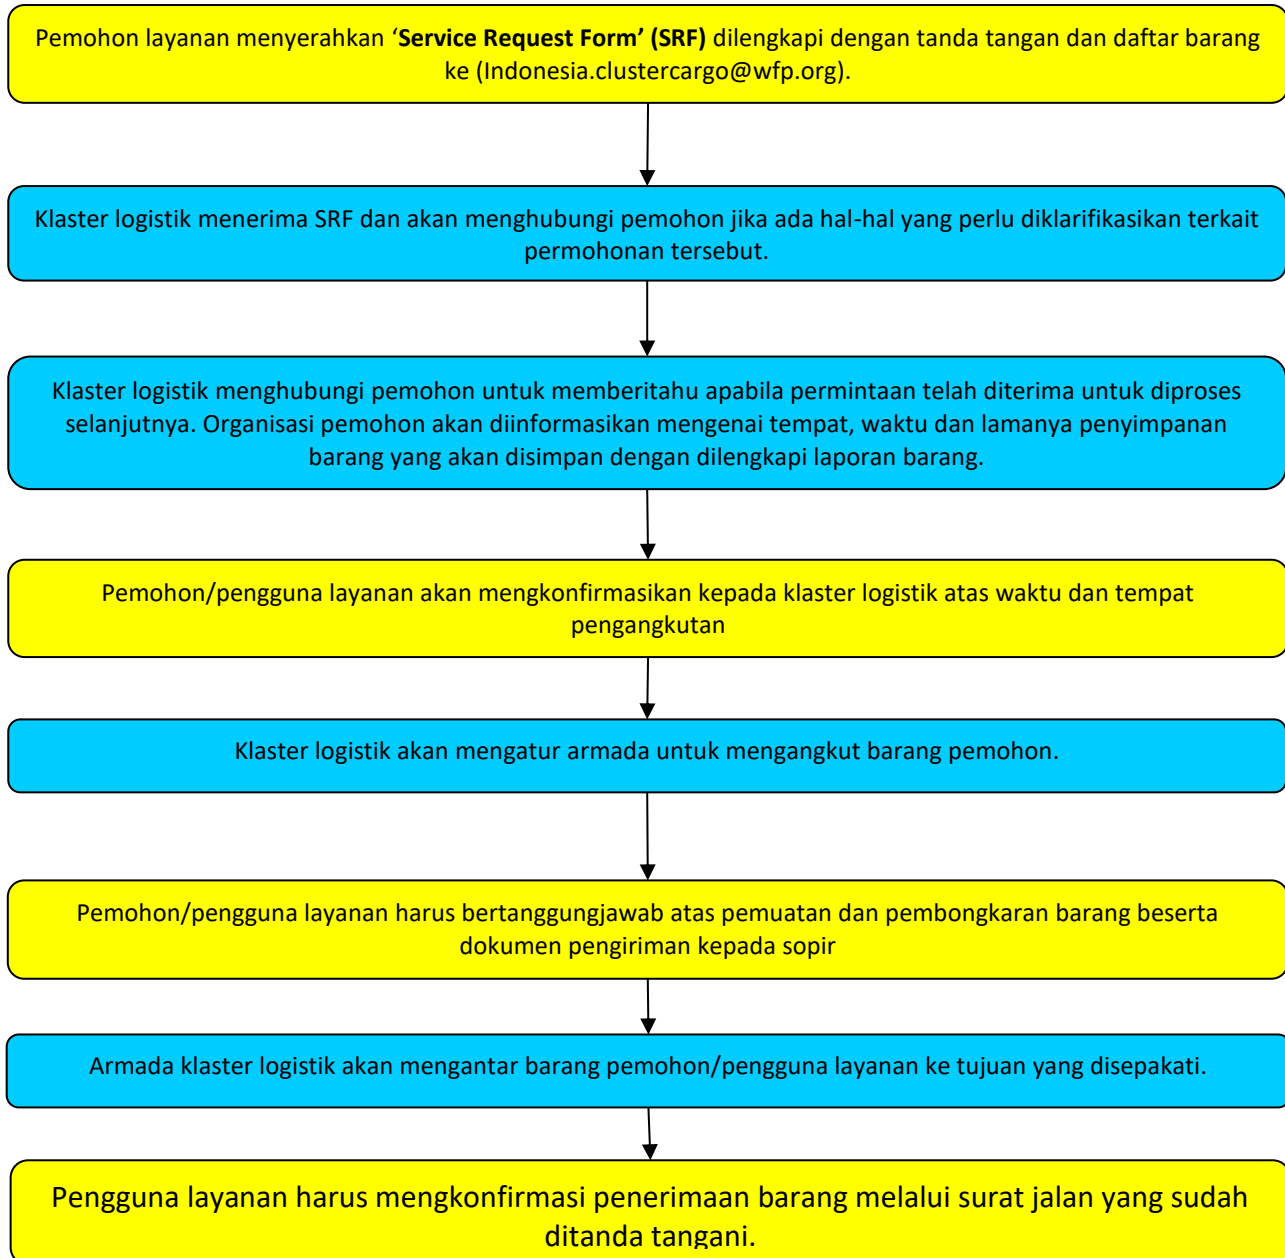 Pemohon layanan menyerahkan ‘Service Request Form’ (SRF) dilengkapi dengan tanda tangan dan daftar barang
ke (Indonesia.clustercargo@wfp.org).
Klaster logistik menerima SRF dan akan menghubungi pemohon jika ada hal-hal yang perlu diklarifikasikan terkait
permohonan tersebut.
Klaster logistik menghubungi pemohon untuk memberitahu apabila permintaan telah diterima untuk diproses
selanjutnya. Organisasi pemohon akan diinformasikan mengenai tempat, waktu dan lamanya penyimpanan
barang yang akan disimpan dengan dilengkapi laporan barang.
Pemohon/pengguna layanan akan mengkonfirmasikan kepada klaster logistik atas waktu dan tempat
pengangkutan
Klaster logistik akan mengatur armada untuk mengangkut barang pemohon.
Pemohon/pengguna layanan harus bertanggungjawab atas pemuatan dan pembongkaran barang beserta
dokumen pengiriman kepada sopir
Armada klaster logistik akan mengantar barang pemohon/pengguna layanan ke tujuan yang disepakati.
Pengguna layanan harus mengkonfirmasi penerimaan barang melalui surat jalan yang sudah
ditanda tangani.